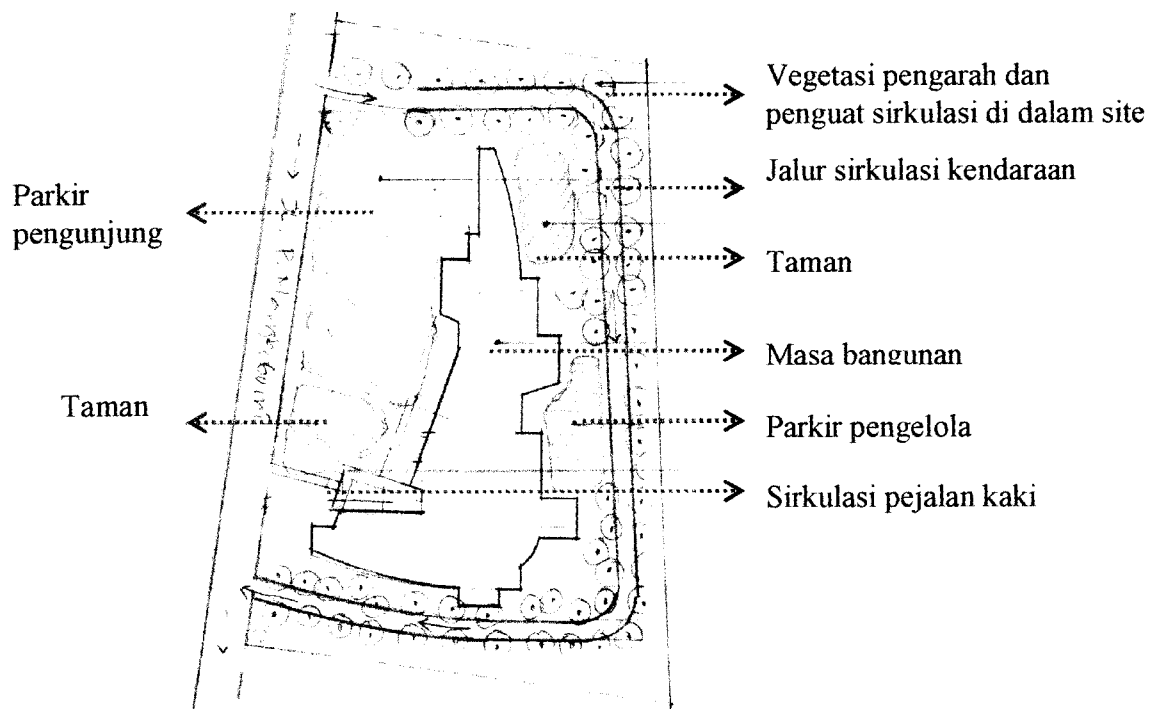 Vegetasi pengarah dan
penguat sirkulasi di dalam site
Jalur sirkulasi kendaraan
Parkir
pengunjung
Taman
Masa bangunan
Taman
Parkir pengelola
Sirkulasi pejalan kaki